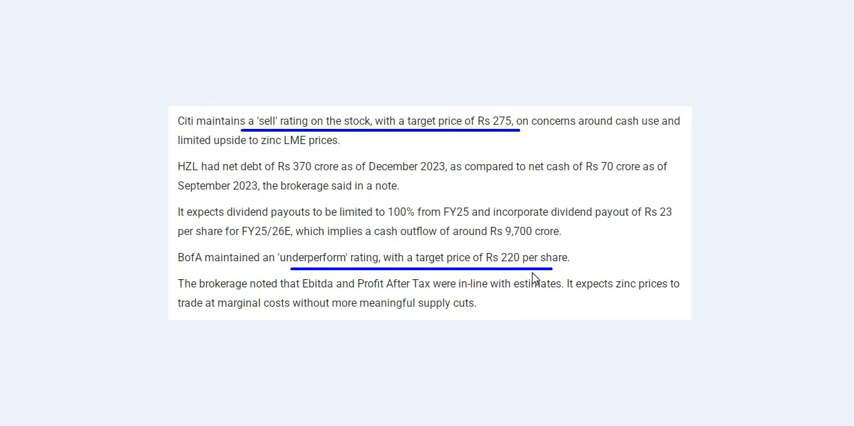 Citi maintains a 'sell' rating on the stock, with a target price of Rs 275, on concerns around cash use and
limited upside to zinc LME prices.
HZL had net debt of Rs 370 crore as of December 2023, as compared to net cash of Rs 70 crore as of
September 2023, the brokerage said in a note.
It expects dividend payouts to be limited to 100% from FY25 and incorporate dividend payout of Rs 23
per share for FY25/26E, which implies a cash outflow of around Rs 9,700 crore.
BofA maintained an 'underperform' rating, with a target price of Rs 220 per share.
The brokerage noted that Ebitda and Profit After Tax were in-line with estimates. It expects zinc prices to
trade at marginal costs without more meaningful supply cuts.